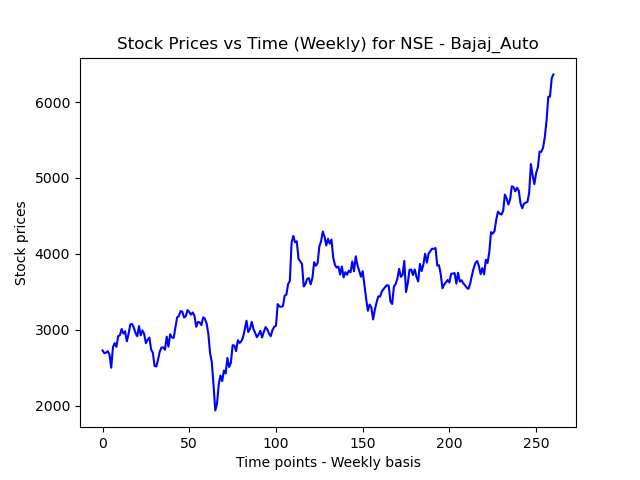 Stock Prices vs Time (Weekly) for NSE - Bajaj_Auto
6000
5000
4000
3000
2000
Stock prices
0 50 100 150 200 250
Time points - Weekly basis